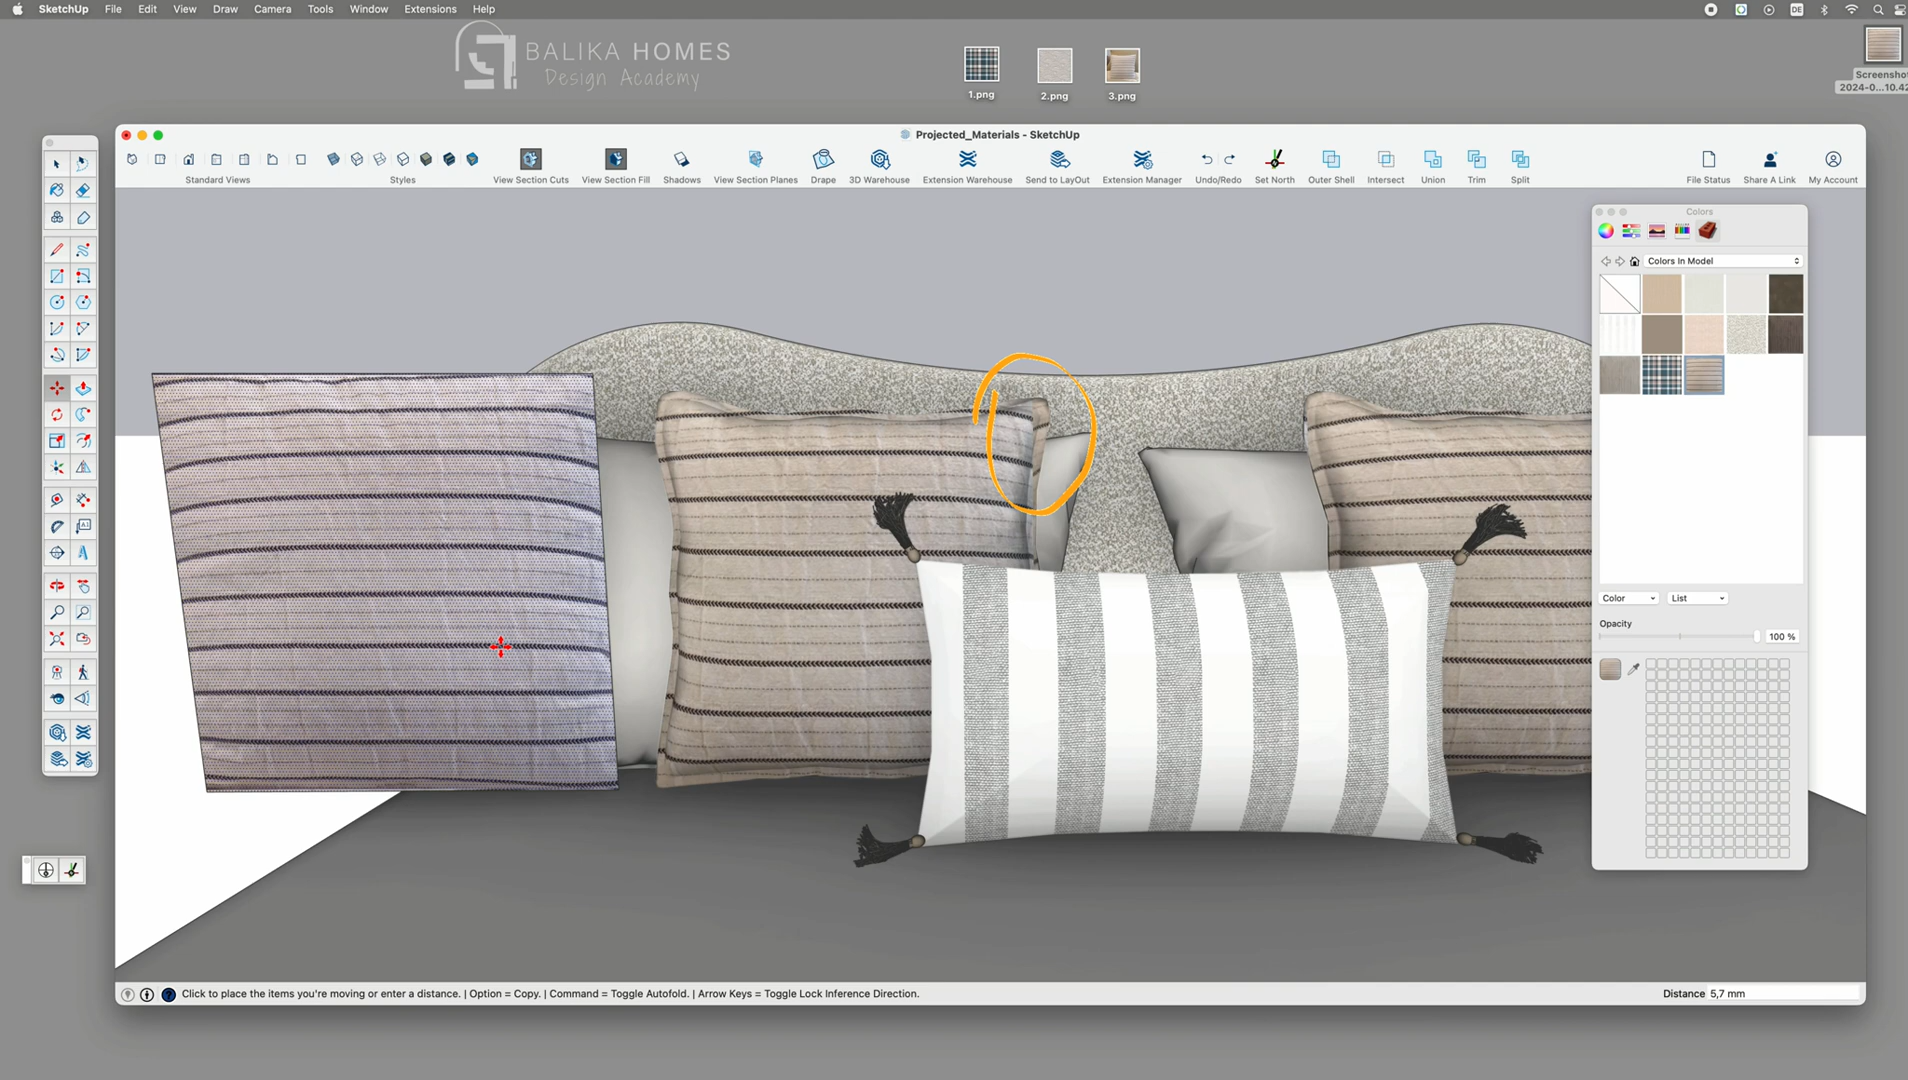 SketchUp File Edit View Draw Camera Tools Window Extensions Help
DE
BALIKA HOMES
Design Academy
1.png 2.png 3.png
Screenshot
2024-0...10.42
Projected_Materials - SketchUp
Standard Views Styles View Section Cuts View Section Fill Shadows View Section Planes Drape 3D Warehouse Extension Warehouse Send to LayOut Extension Manager Undo/Redo Set North Outer Shell Intersect Union Trim Split File Status Share A Link My Account
Colors
Colors In Model
Color List
Opacity
100 %
A1
Click to place the items you're moving or enter a distance. | Option = Copy. | Command = Toggle Autofold. | Arrow Keys = Toggle Lock Inference Direction.
Distance 5,7 mm